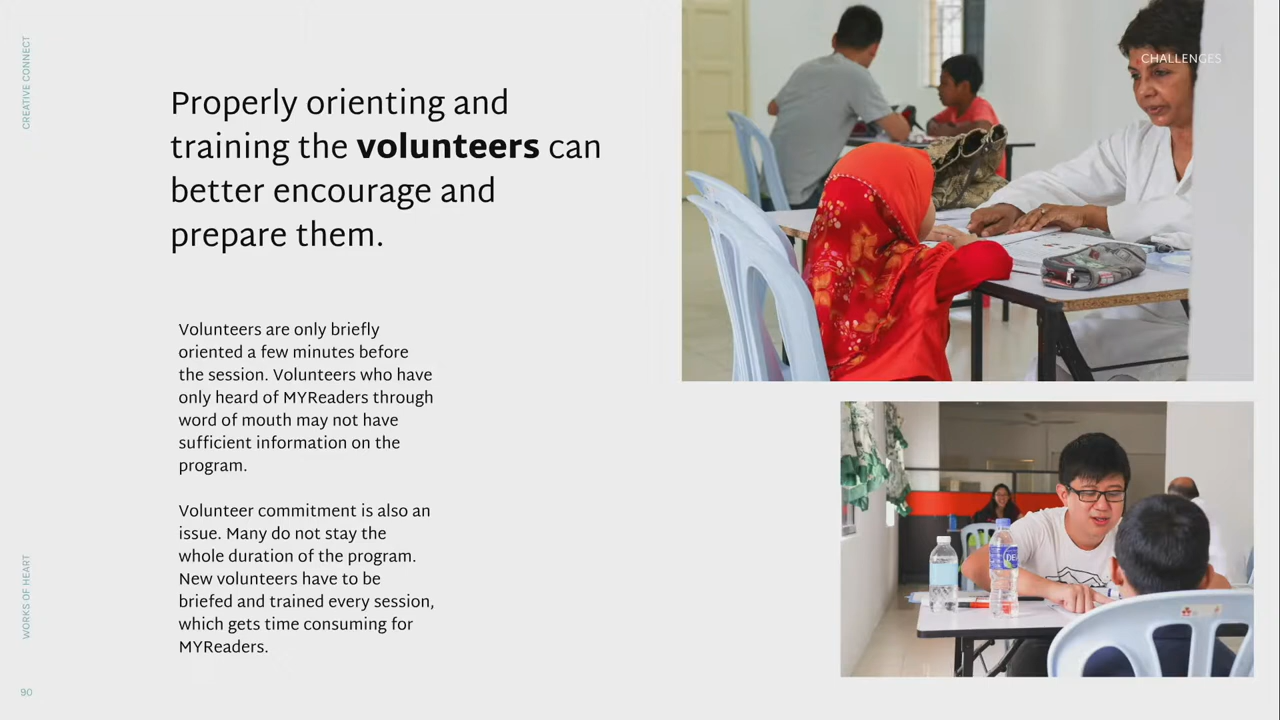 CREATIVE CONNECT
CHALLENGES
Properly orienting and
training the volunteers can
better encourage and
prepare them.
Volunteers are only briefly
oriented a few minutes before
the session. Volunteers who have
only heard of MYReaders through
word of mouth may not have
sufficient information on the
program.
Volunteer commitment is also an
issue. Many do not stay the
whole duration of the program.
New volunteers have to be
briefed and trained every session,
which gets time consuming for
MYReaders.
WORKS OF HEART
90